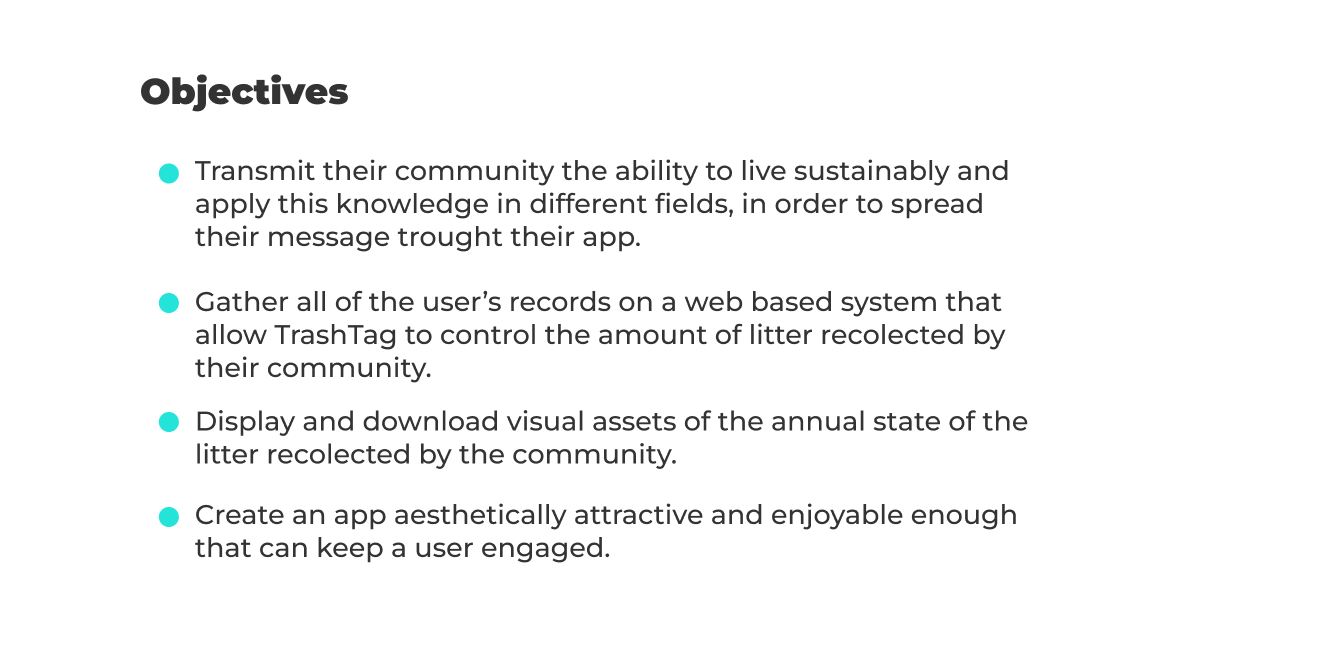 Objectives
Transmit their community the ability to live sustainably and
apply this knowledge in different fields, in order to spread
their message trought their app.
Gather all of the user’s records on a web based system that
allow TrashTag to control the amount of litter recolected by
their community.
Display and download visual assets of the annual state of the
litter recolected by the community.
Create an app aesthetically attractive and enjoyable enough
that can keep a user engaged.